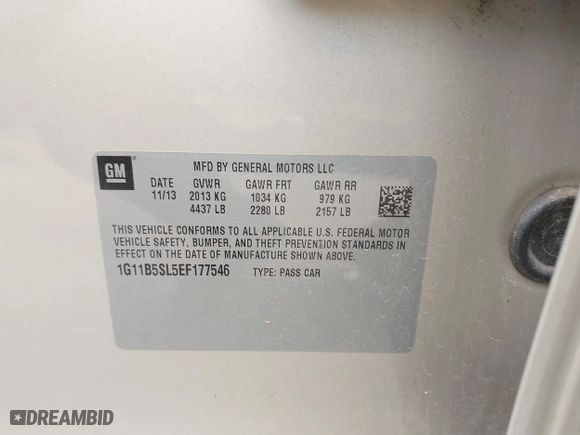 GM
MFD BY GENERAL MOTORS LLC
DATE GVWR GAWR FRT GAWR RR
11/13 2013 KG 1034 KG 979 KG
4437 LB 2280 LB 2157 LB
THIS VEHICLE CONFORMS TO ALL APPLICABLE U.S. FEDERAL MOTOR
VEHICLE SAFETY, BUMPER, AND THEFT PREVENTION STANDARDS IN
EFFECT ON THE DATE OF MANUFACTURE SHOWN ABOVE.
1G11B5SL5EF177546 TYPE: PASS CAR
DREAMBID